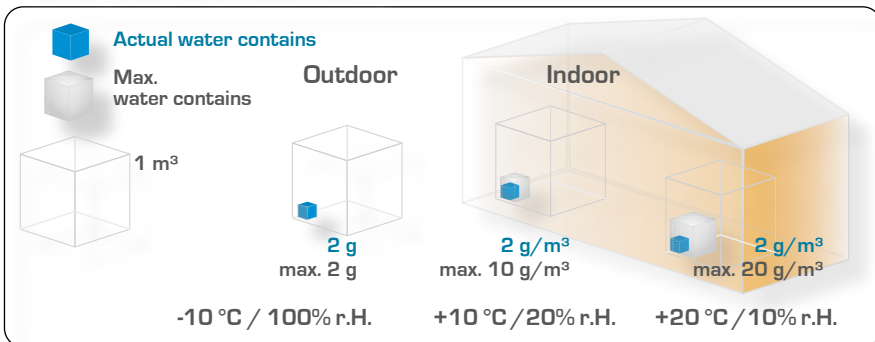 Actual water contains
Max.
water contains
Outdoor
Indoor
1 m³
2 g
max. 2 g
2 g/m³
max. 10 g/m³
2 g/m³
max. 20 g/m³
-10 °C / 100% r.H.
+10 °C /20% r.H.
+20 °C /10% r.H.